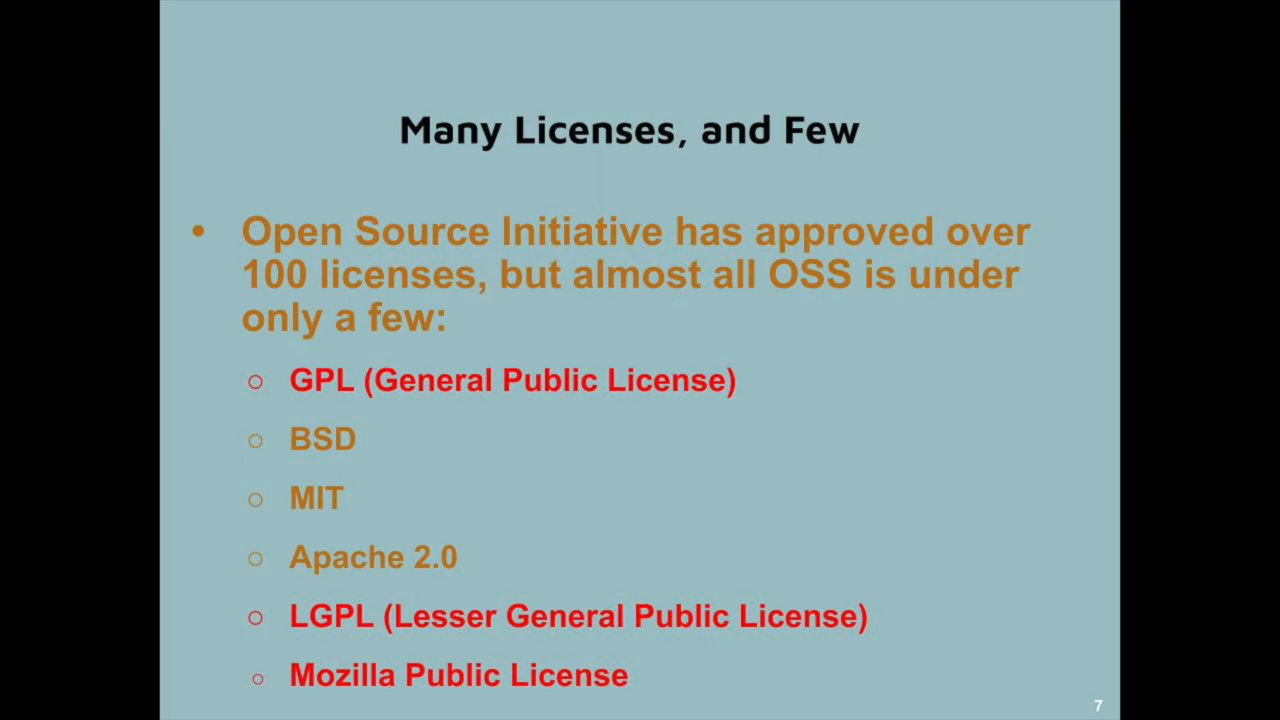 Many Licenses, and Few
• Open Source Initiative has approved over
100 licenses, but almost all OSS is under
only a few:
○ GPL (General Public License)
○ BSD
○ MIT
○ Apache 2.0
○ LGPL (Lesser General Public License)
○ Mozilla Public License
7